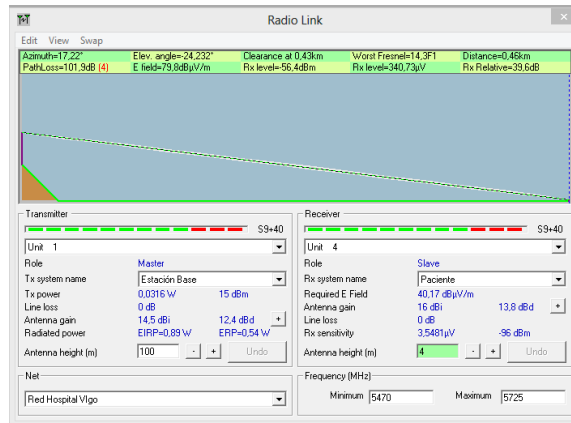 Radio Link
Edit View Swap
Azimuth=17,22° Elev. angle=-24,232° Clearance at 0,43km Worst Fresnel=14,3F1 Distance=0,46km
PathLoss=101,9dB (4) E field=79,8dBµV/m Rx level=-56,4dBm Rx level=340,73µV Rx Relative=39,6dB
Transmitter
S9+40
Unit 1
Role Master
Tx system name Estación Base
Tx power 0,0316 W 15 dBm
Line loss 0 dB
Antenna gain 14,5 dBi 12,4 dBd +
Radiated power EIRP=0,89 W ERP=0,54 W
Antenna height (m) 100 - + Undo
Receiver
S9+40
Unit 4
Role Slave
Rx system name Paciente
Required E Field 40,17 dBµV/m
Antenna gain 16 dBi 13,8 dBd +
Line loss 0 dB
Rx sensitivity 3,5481µV -96 dBm
Antenna height (m) 4 - + Undo
Net
Red Hospital VIgo
Frequency (MHz)
Minimum 5470 Maximum 5725